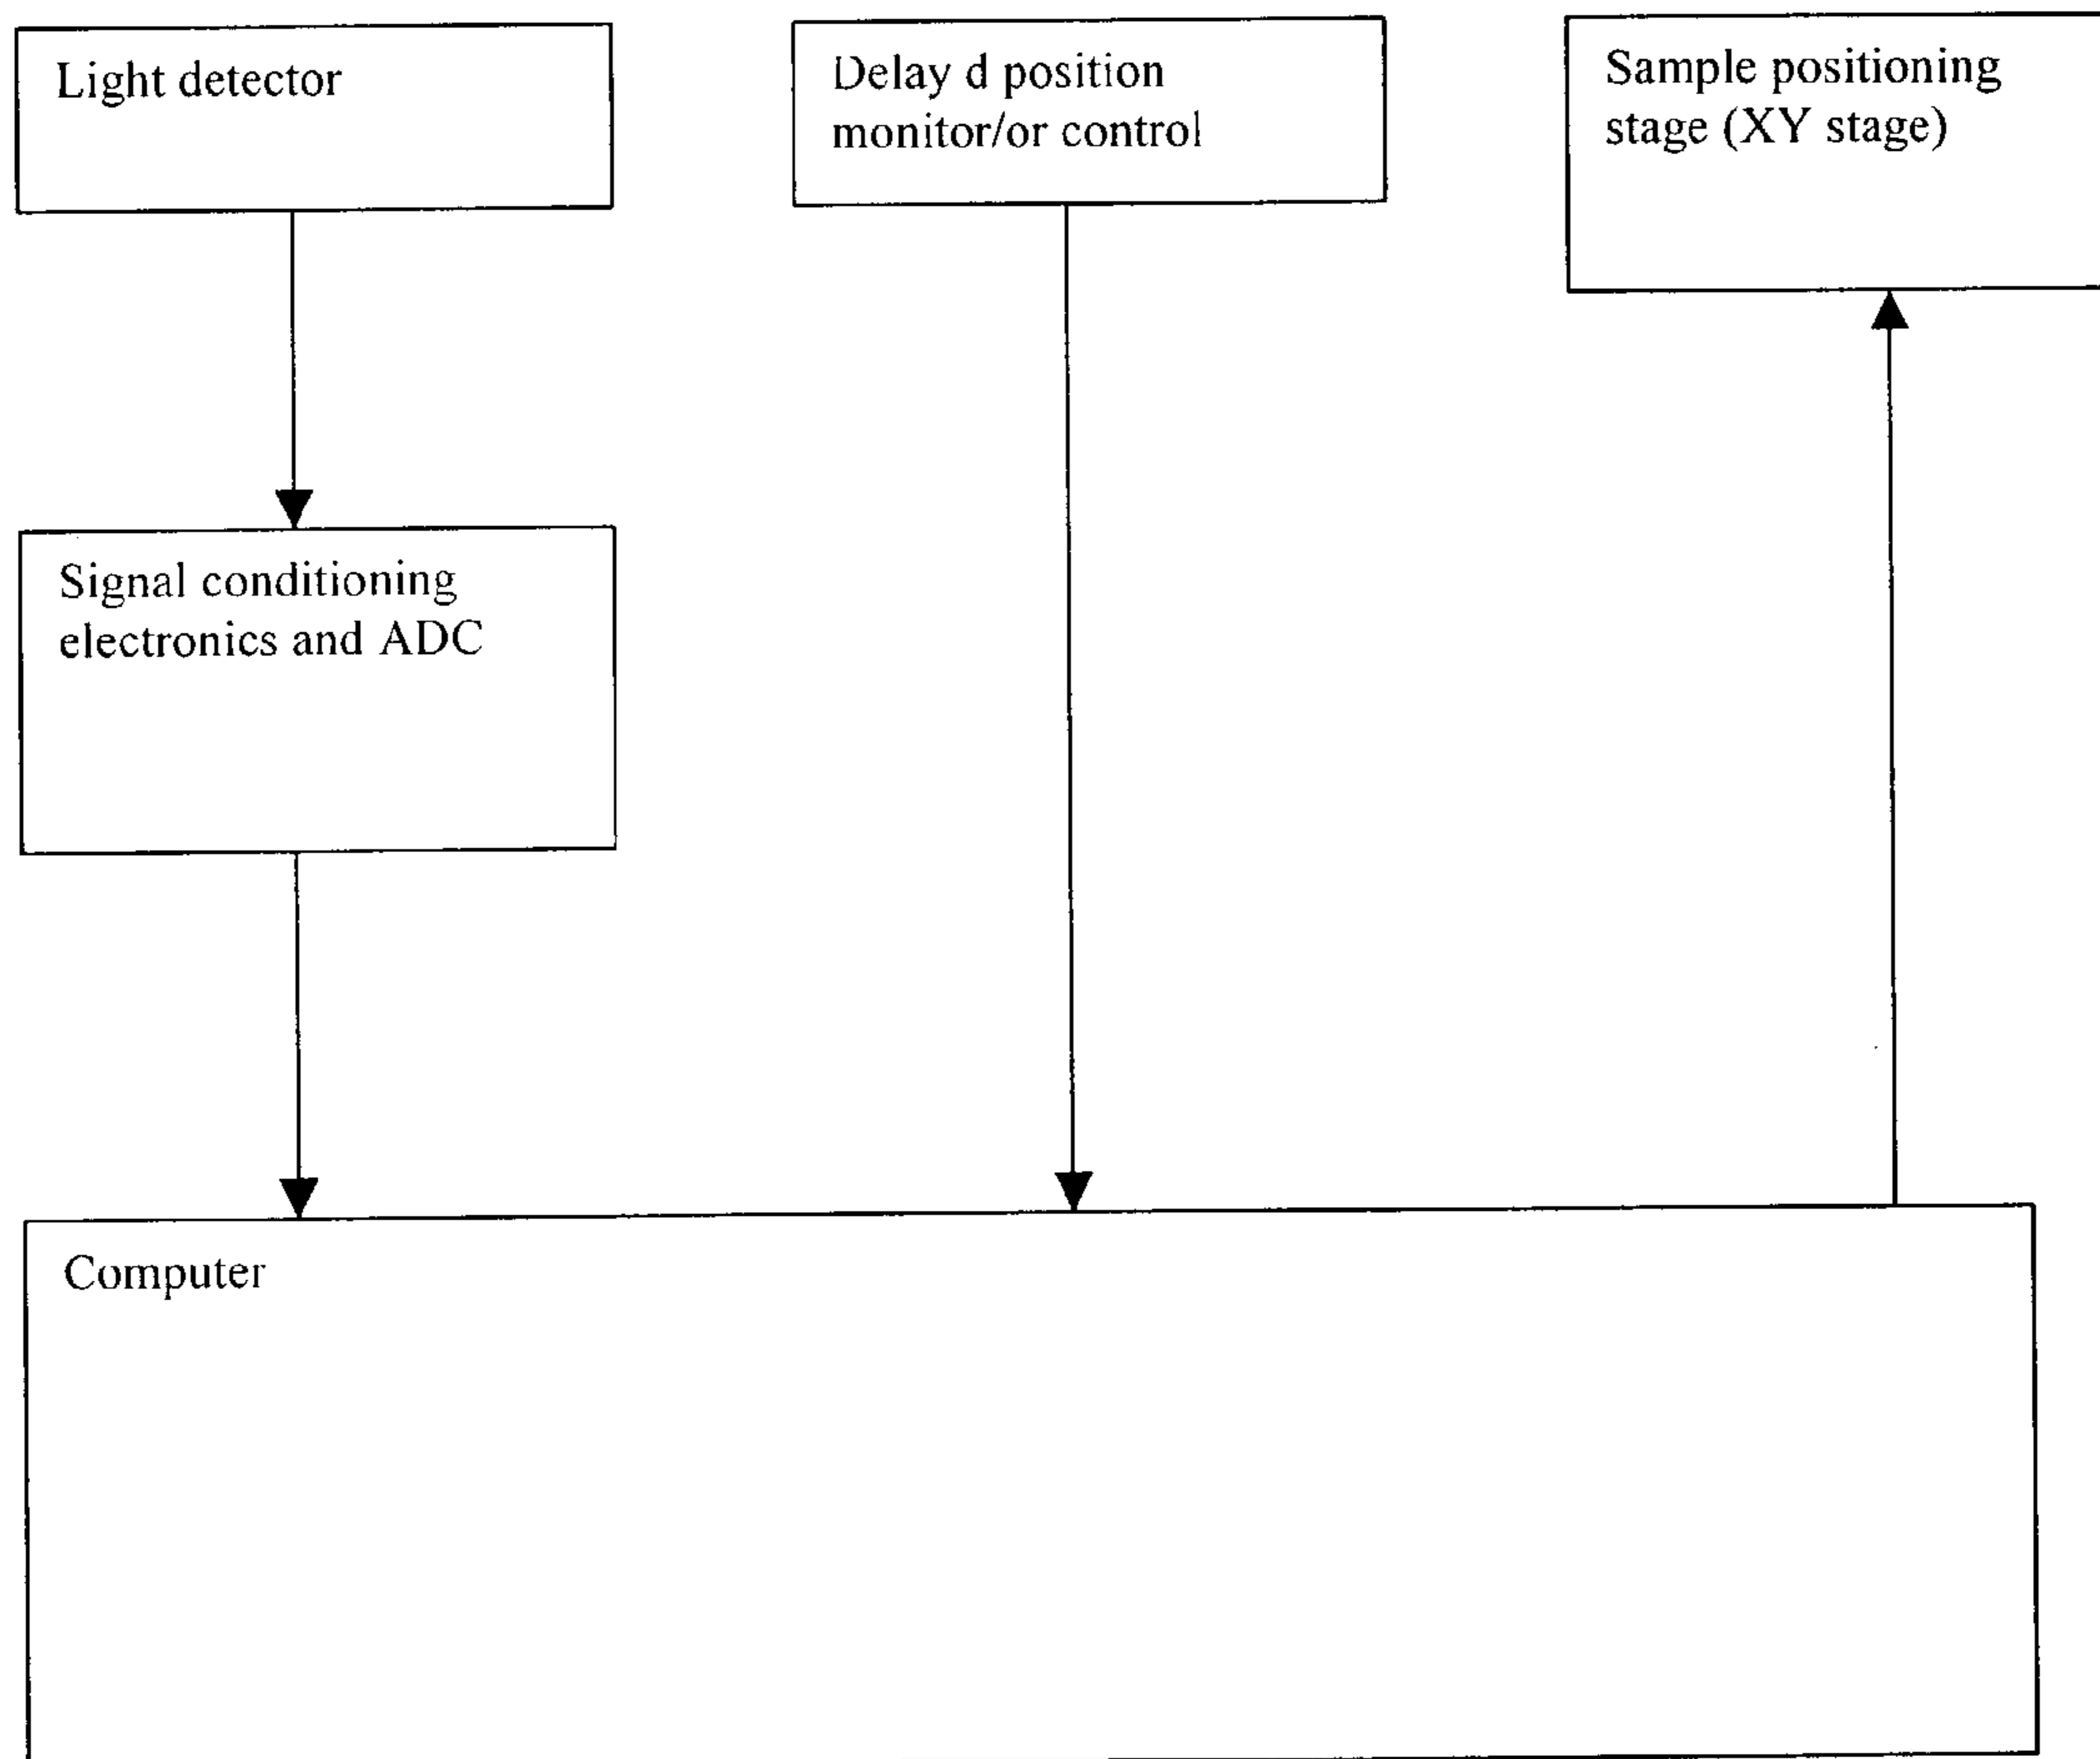 Light detector
Delay d position
monitor/or control
Sample positioning
stage (XY stage)
Signal conditioning
electronics and ADC
Computer